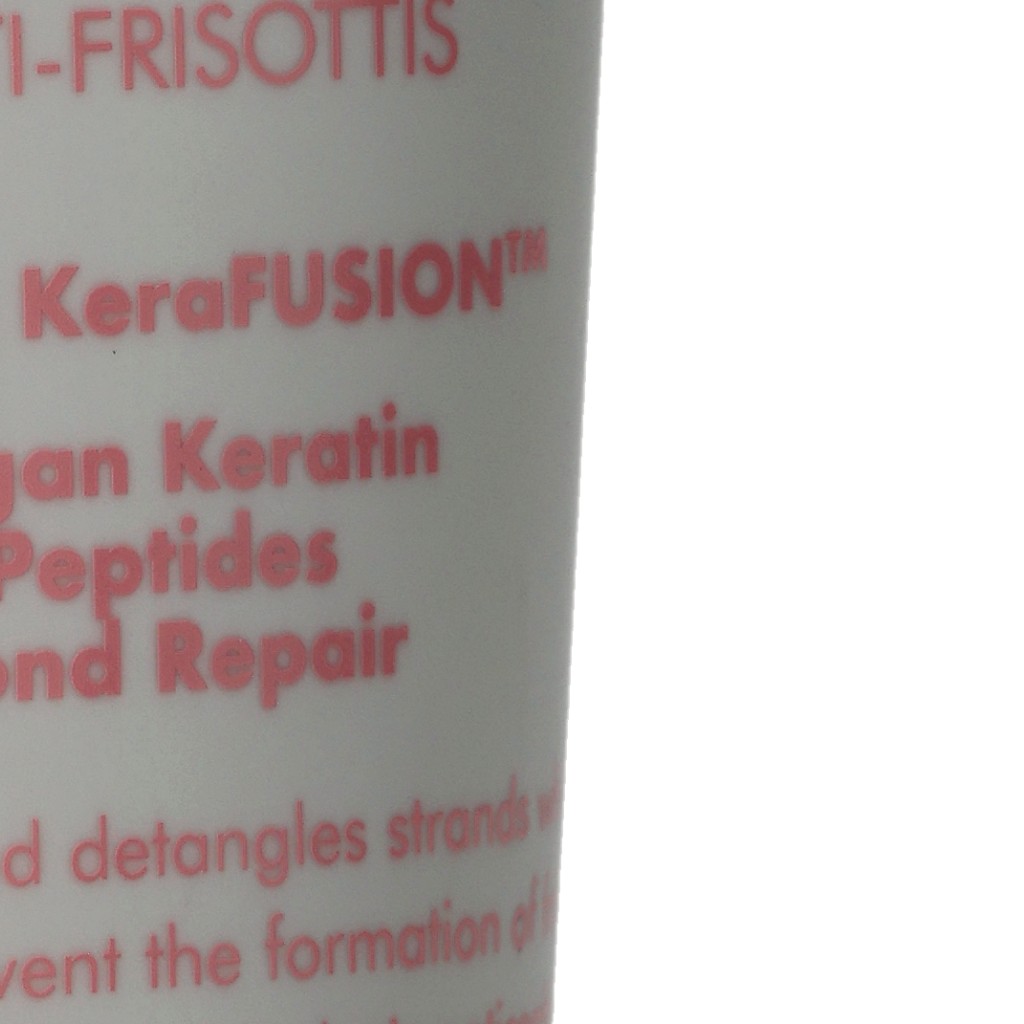 TI-FRISOTTIS
KeraFUSION™
gan Keratin
Peptides
ond Repair
d detangles strands
vent the formation of